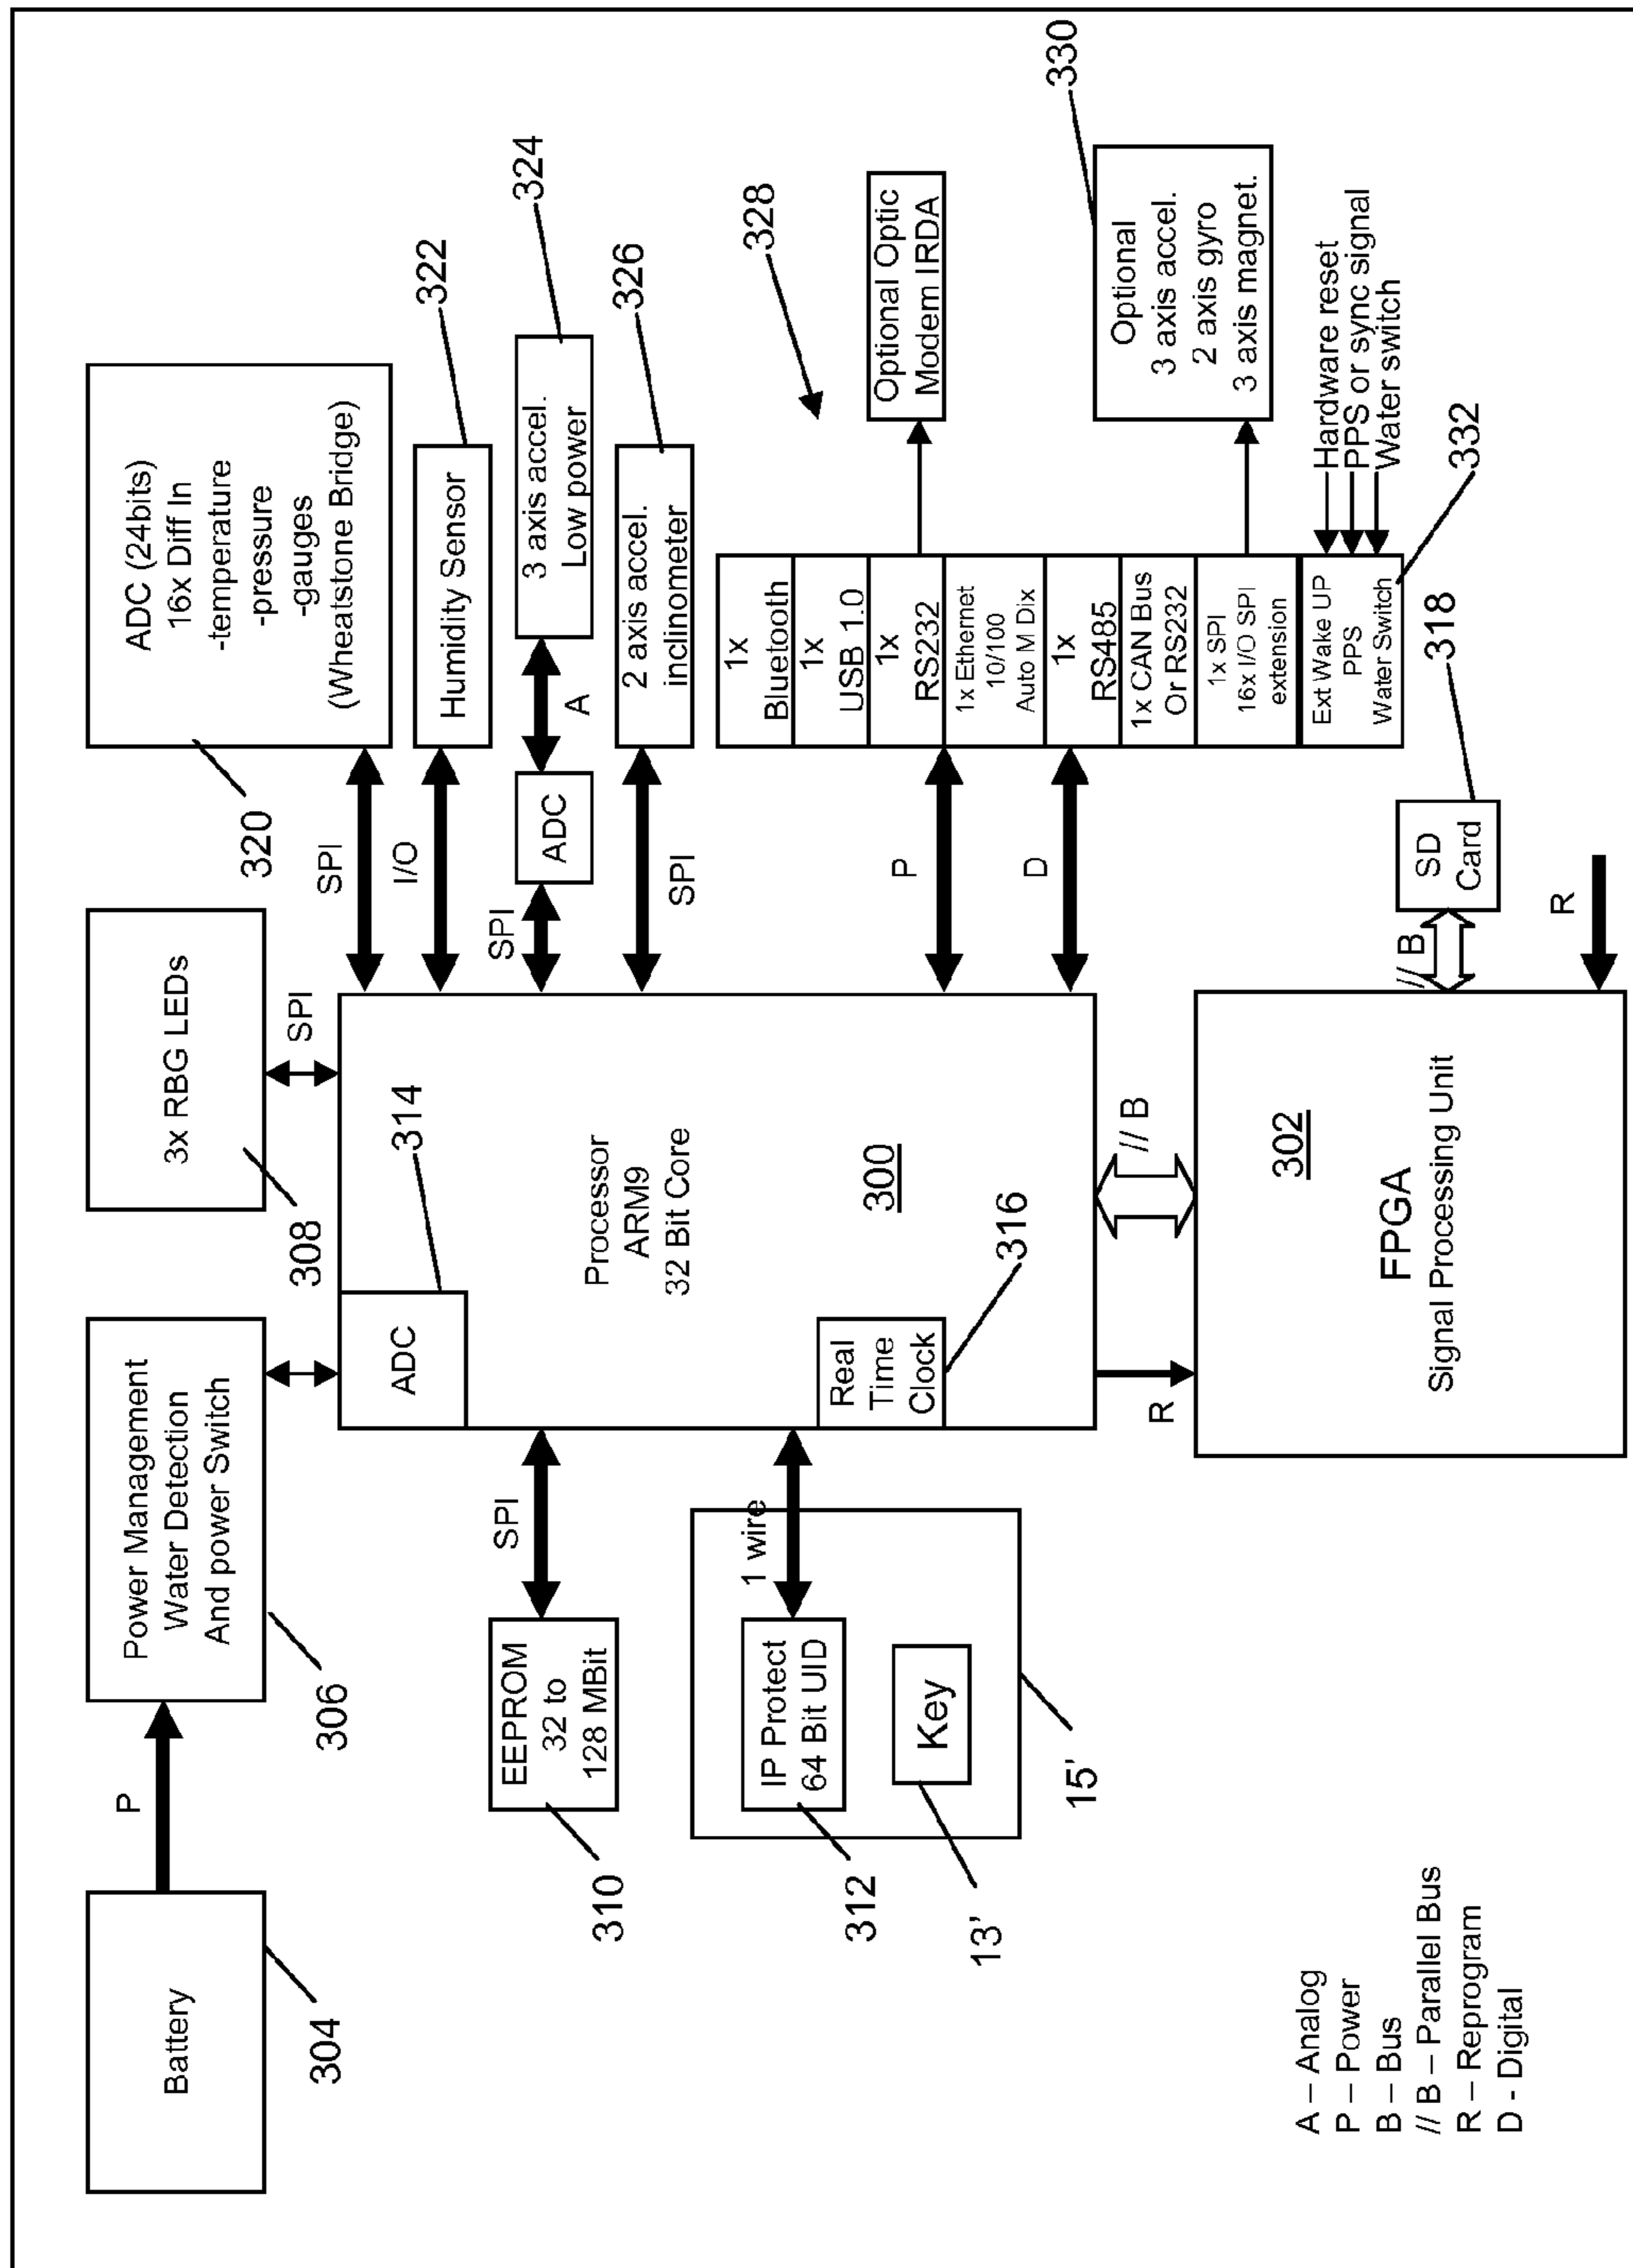 Battery
304
P
Power Management
Water Detection
And power Switch
306
3x RBG LEDs
308
SPI
ADC (24bits)
16x Diff In
-temperature
-pressure
-gauges
(Wheatstone Bridge)
320
SPI
Humidity Sensor
322
I/O
3 axis accel.
Low power
324
A
ADC
SPI
2 axis accel.
inclinometer
326
SPI
ADC
314
Processor
ARM9
32 Bit Core
300
Real
Time
Clock
316
EEPROM
32 to
128 MBit
310
SPI
IP Protect
64 Bit UID
312
1 wire
Key
13’
15’
328
1x
Bluetooth
1x
USB 1.0
1x
RS232
1x Ethernet
10/100
Auto M Dix
1x
RS485
1x CAN Bus
Or RS232
1x SPI
16x I/O SPI
extension
Ext Wake UP
PPS
Water Switch
332
P
D
Optional Optic
Modem IRDA
Optional
3 axis accel.
2 axis gyro
3 axis magnet.
330
Hardware reset
PPS or sync signal
Water switch
R
// B
FPGA
302
Signal Processing Unit
// B
SD
Card
318
R
A – Analog
P – Power
B – Bus
// B – Parallel Bus
R – Reprogram
D - Digital